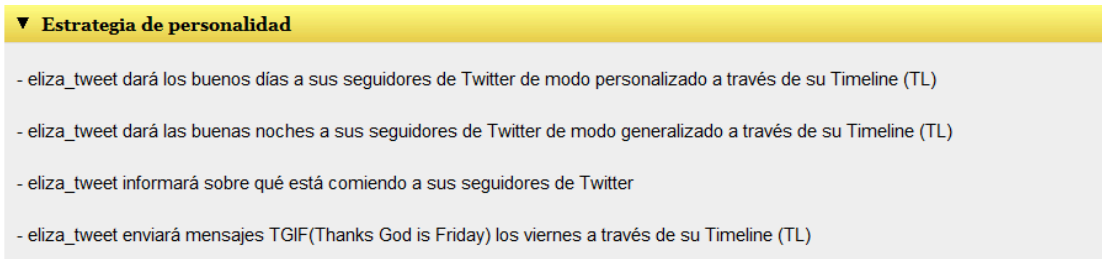 ▼ Estrategia de personalidad
- eliza_tweet dará los buenos días a sus seguidores de Twitter de modo personalizado a través de su Timeline (TL)
- eliza_tweet dará las buenas noches a sus seguidores de Twitter de modo generalizado a través de su Timeline (TL)
- eliza_tweet informará sobre qué está comiendo a sus seguidores de Twitter
- eliza_tweet enviará mensajes TGIF(Thanks God is Friday) los viernes a través de su Timeline (TL)